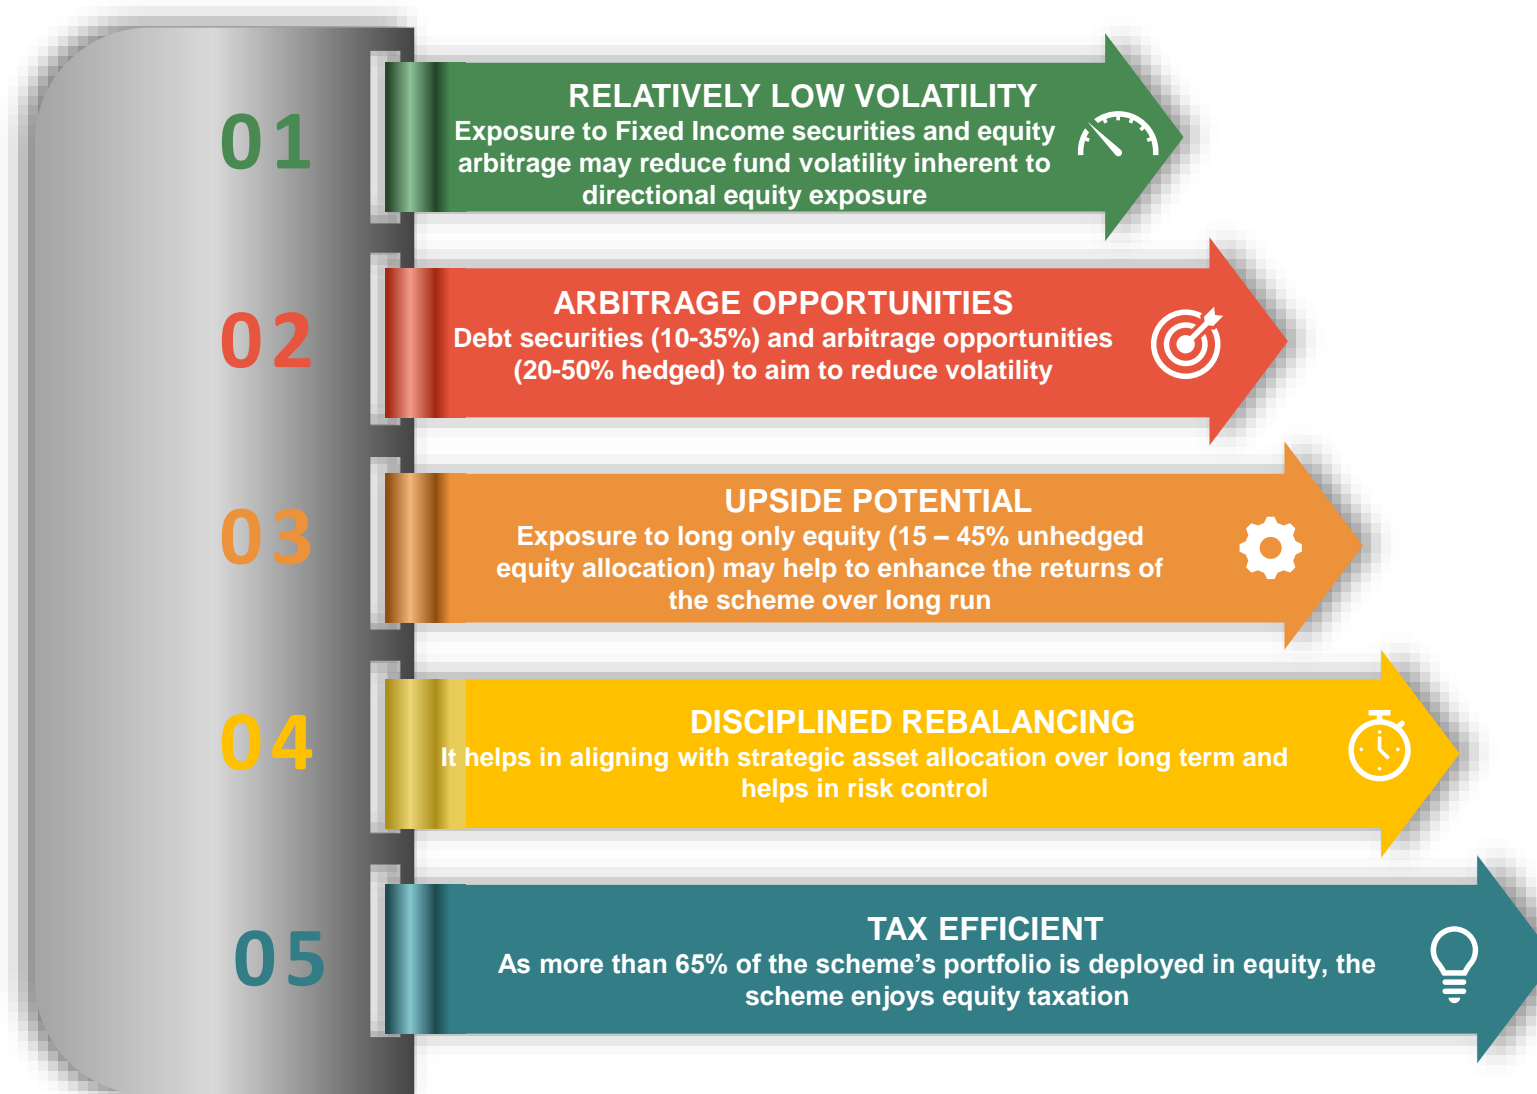 01
RELATIVELY LOW VOLATILITY
Exposure to Fixed Income securities and equity
arbitrage may reduce fund volatility inherent to
directional equity exposure
02
ARBITRAGE OPPORTUNITIES
Debt securities (10-35%) and arbitrage opportunities
(20-50% hedged) to aim to reduce volatility
03
UPSIDE POTENTIAL
Exposure to long only equity (15 – 45% unhedged
equity allocation) may help to enhance the returns of
the scheme over long run
04
DISCIPLINED REBALANCING
It helps in aligning with strategic asset allocation over long term and
helps in risk control
05
TAX EFFICIENT
As more than 65% of the scheme’s portfolio is deployed in equity, the
scheme enjoys equity taxation